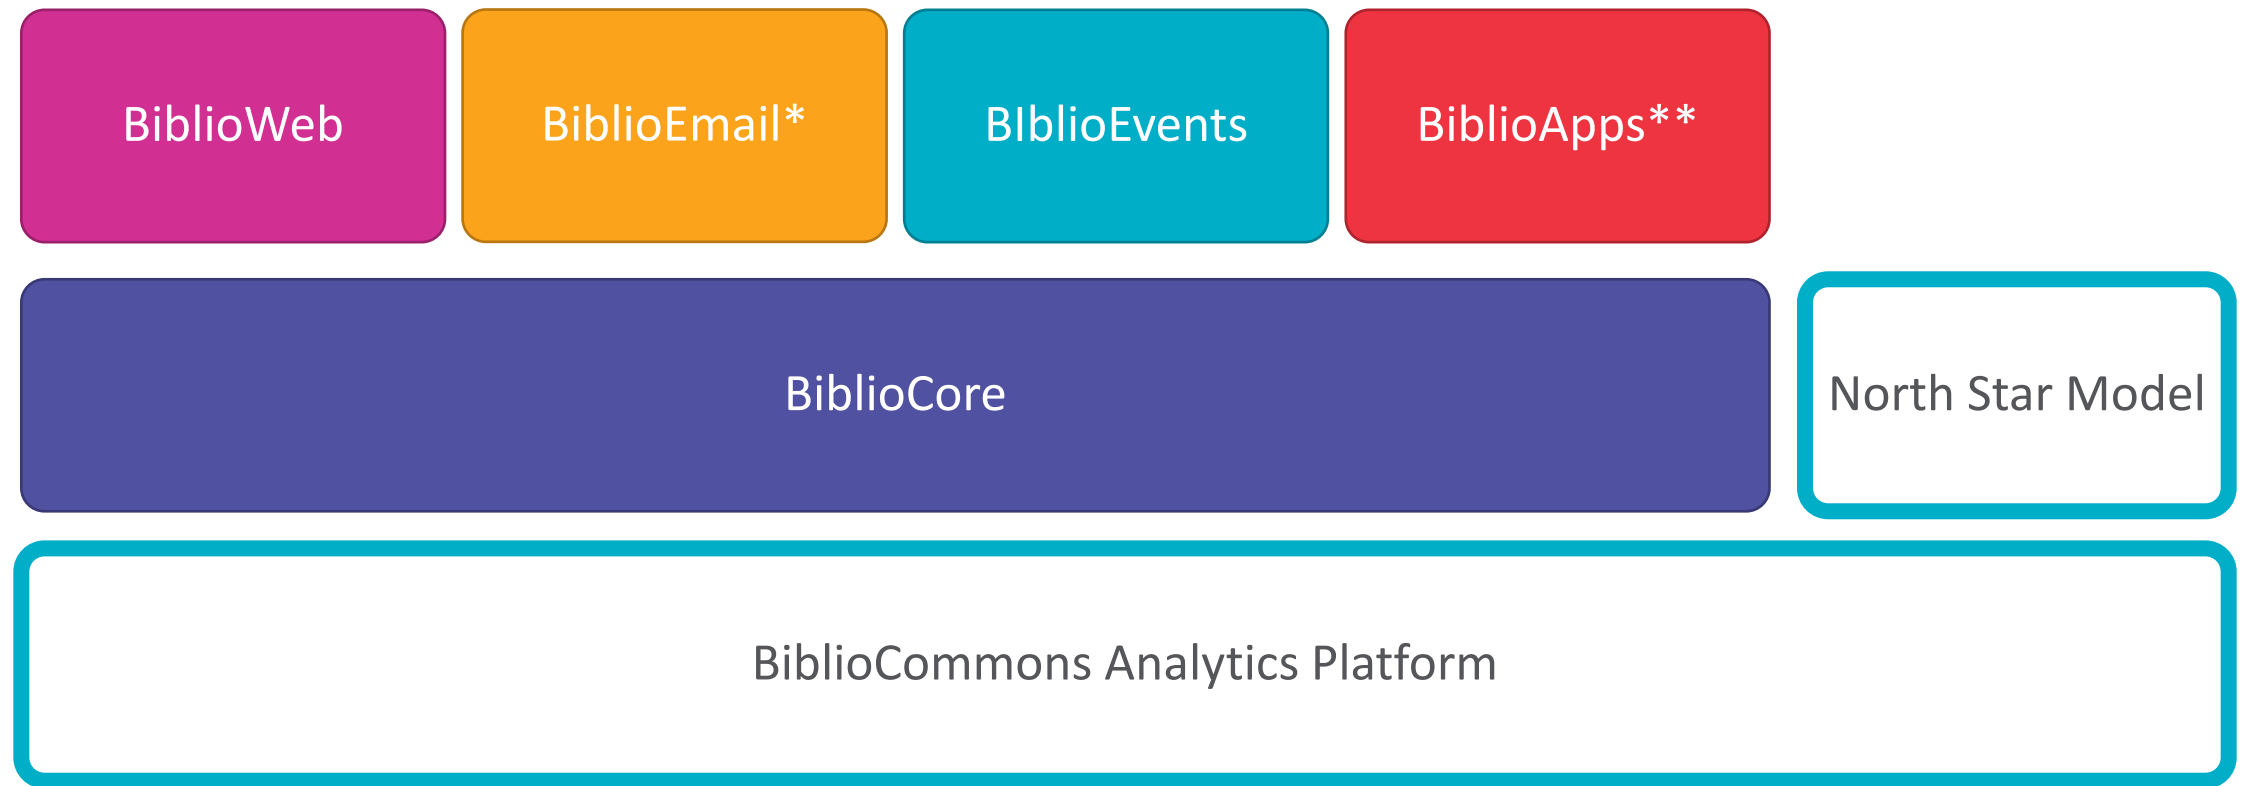 BiblioWeb
BiblioEmail*
BIblioEvents
BiblioApps**
BiblioCore
North Star Model
BiblioCommons Analytics Platform